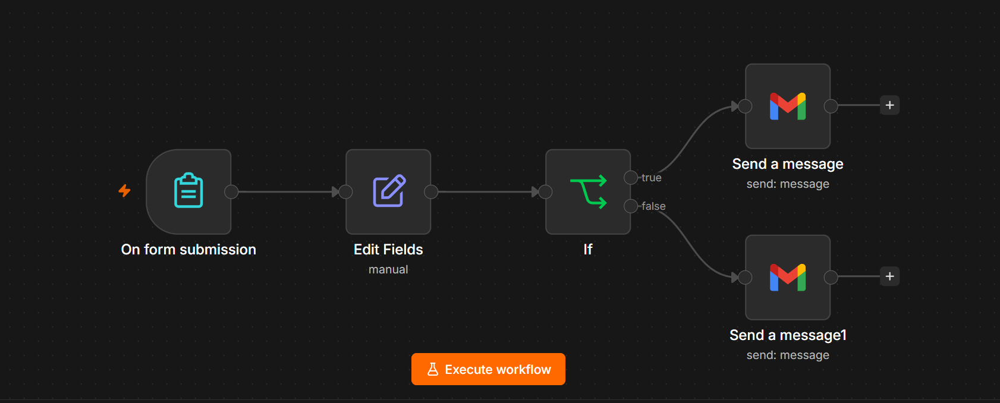 On form submission
Edit Fields
manual
If
true
false
Send a message
send: message
Send a message1
send: message
Execute workflow